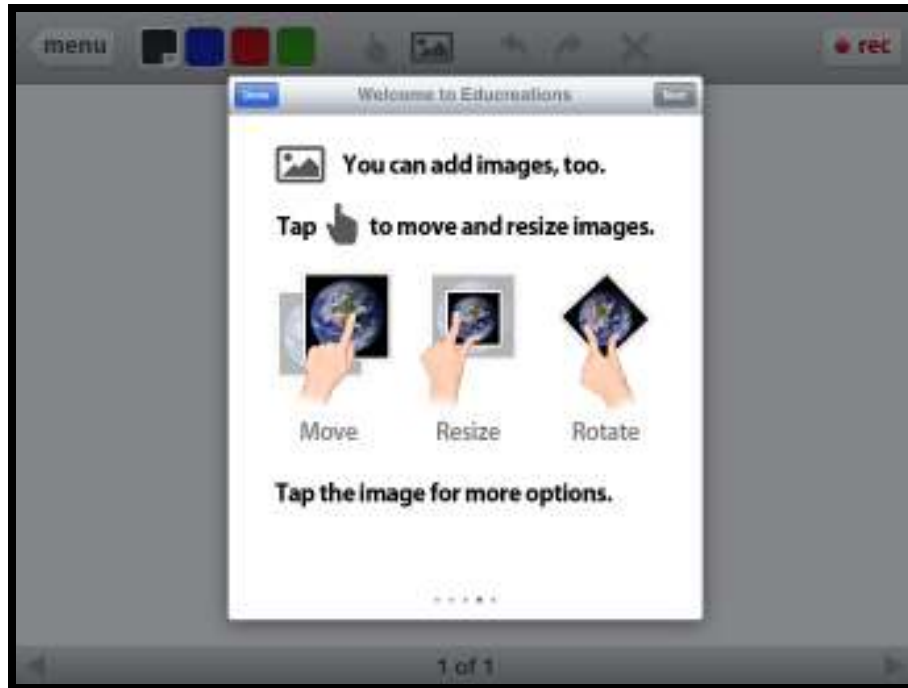 menu
rec
Welcome to Educreations
You can add images, too.
Tap to move and resize images.
Move Resize Rotate
Tap the image for more options.
1 of 1